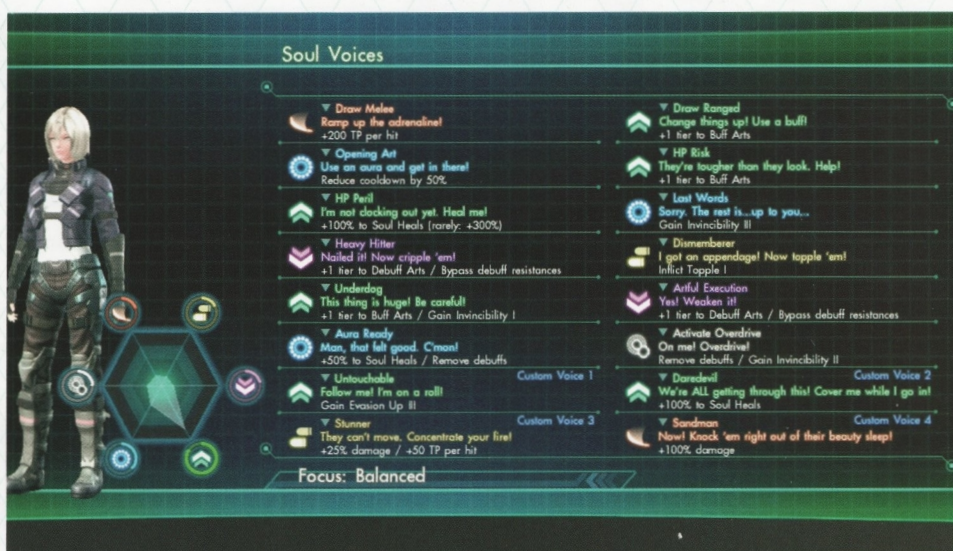 Soul Voices
Draw Melee
Ramp up the adrenaline!
+200 TP per hit
Opening Art
Use an aura and get in there!
Reduce cooldown by 50%
HP Peril
I'm not clocking out yet. Heal me!
+100% to Soul Heals (rarely: +300%)
Heavy Hitter
Nailed it! Now cripple 'em!
+1 tier to Debuff Arts / Bypass debuff resistances
Underdog
This thing is huge! Be careful!
+1 tier to Buff Arts / Gain Invincibility I
Aura Ready
Man, that felt good. C'mon!
+50% to Soul Heals / Remove debuffs
Untouchable
Custom Voice 1
Follow me! I'm on a roll!
Gain Evasion Up III
Stunner
Custom Voice 3
They can't move. Concentrate your fire!
+25% damage / +50 TP per hit
Draw Ranged
Change things up! Use a buff!
+1 tier to Buff Arts
HP Risk
They're tougher than they look. Help!
+1 tier to Buff Arts
Last Words
Sorry. The rest is...up to you...
Gain Invincibility III
Dismemberer
I got an appendage! Now topple 'em!
Inflict Topple I
Artful Execution
Yes! Weaken it!
+1 tier to Debuff Arts / Bypass debuff resistances
Activate Overdrive
On me! Overdrive!
Remove debuffs / Gain Invincibility II
Daredevil
Custom Voice 2
We're ALL getting through this! Cover me while I go in!
+100% to Soul Heals
Sandman
Custom Voice 4
Now! Knock 'em right out of their beauty sleep!
+100% damage
Focus: Balanced